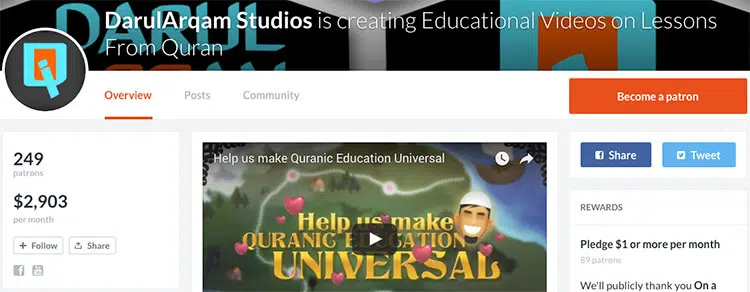 DARUL
DarulArqam Studios is creating Educational Videos on Lessons
From Quran
Overview
Posts
Community
Become a patron
249
patrons
$2,903
per month
+ Follow
Share
Help us make Quranic Education Universal
Help us make
QURANIC EDUCATION
UNIVERSAL
Share
Tweet
REWARDS
Pledge $1 or more per month
89 patrons
We'll publicly thank you On a